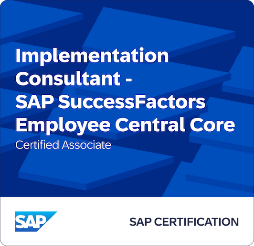 Implementation
Consultant -
SAP SuccessFactors
Employee Central Core
Certified Associate
SAP
SAP CERTIFICATION